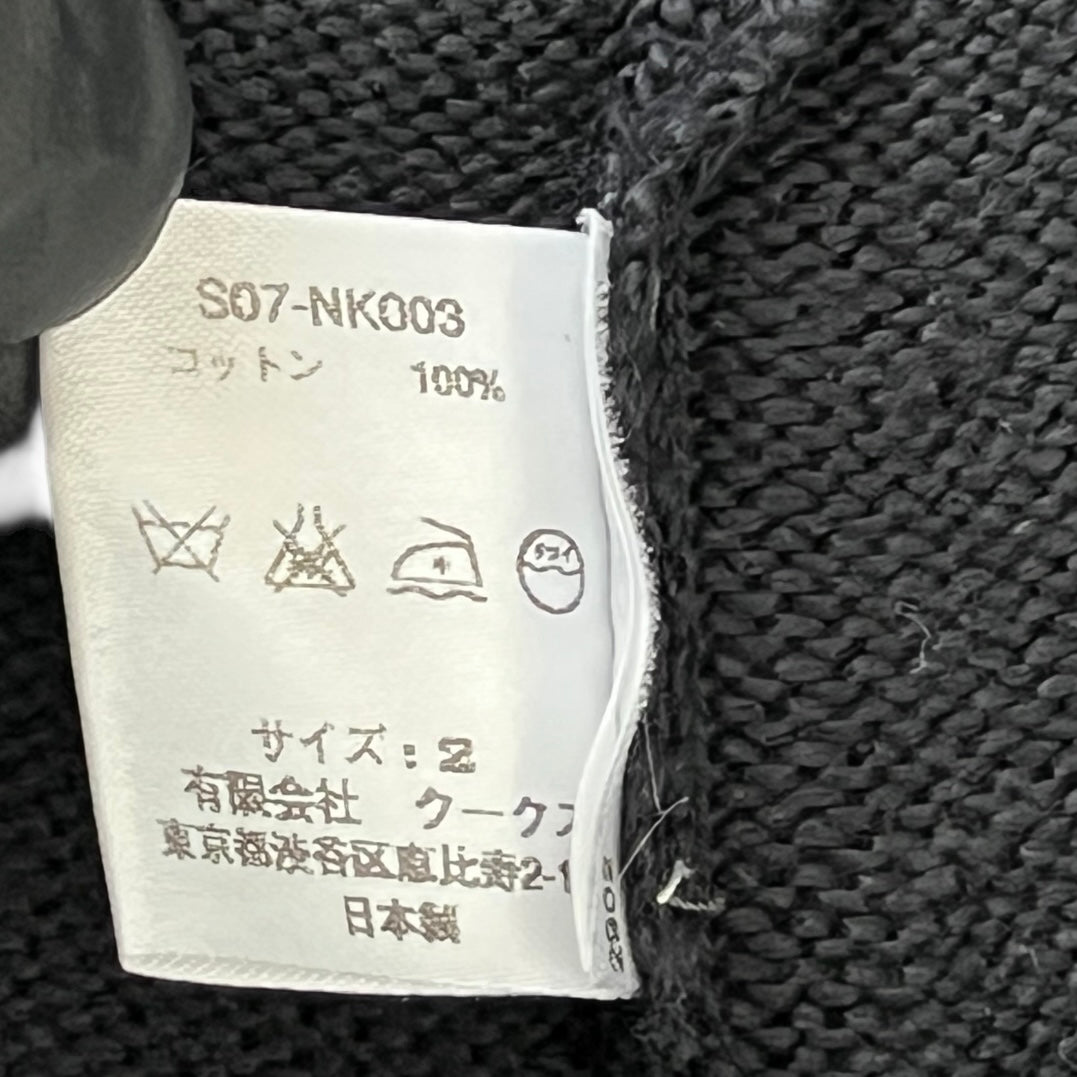 S07-NK003
コットン 100%
ドライ
サイズ：2
有限会社 クーク
東京都渋谷区恵比寿2-1
日本製